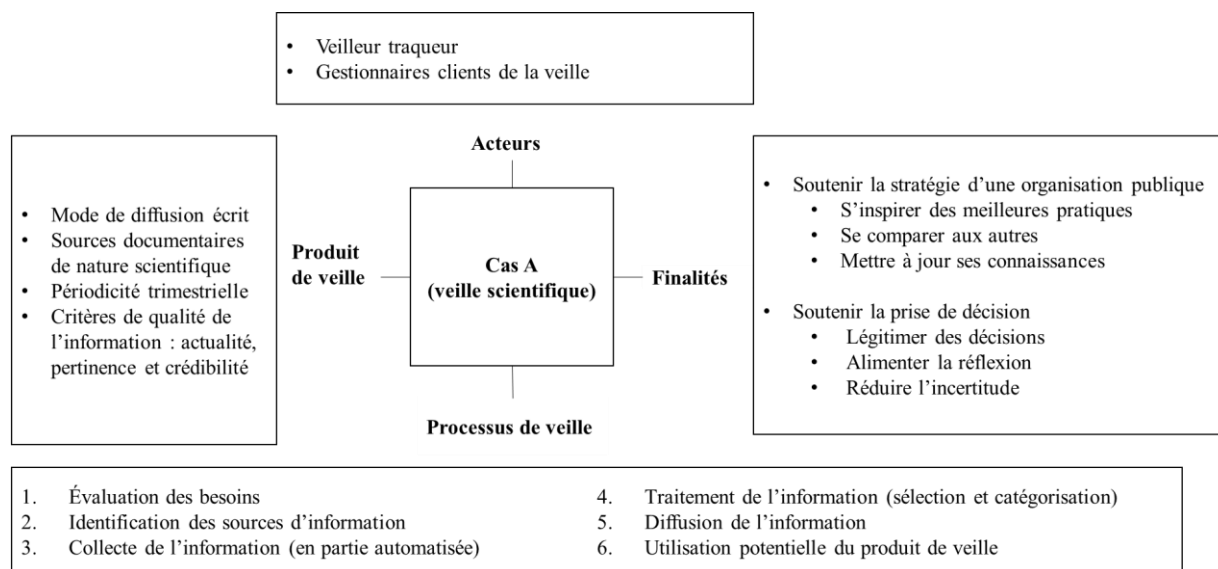 • Veilleur traqueur
• Gestionnaires clients de la veille
Acteurs
• Mode de diffusion écrit
• Sources documentaires
de nature scientifique
• Périodicité trimestrielle
• Critères de qualité de
l’information : actualité,
pertinence et crédibilité
Produit
de veille
Cas A
(veille scientifique)
Finalités
• Soutenir la stratégie d’une organisation publique
• S’inspirer des meilleures pratiques
• Se comparer aux autres
• Mettre à jour ses connaissances
• Soutenir la prise de décision
• Légitimer des décisions
• Alimenter la réflexion
• Réduire l’incertitude
Processus de veille
1. Évaluation des besoins
2. Identification des sources d’information
3. Collecte de l’information (en partie automatisée)
4. Traitement de l’information (sélection et catégorisation)
5. Diffusion de l’information
6. Utilisation potentielle du produit de veille